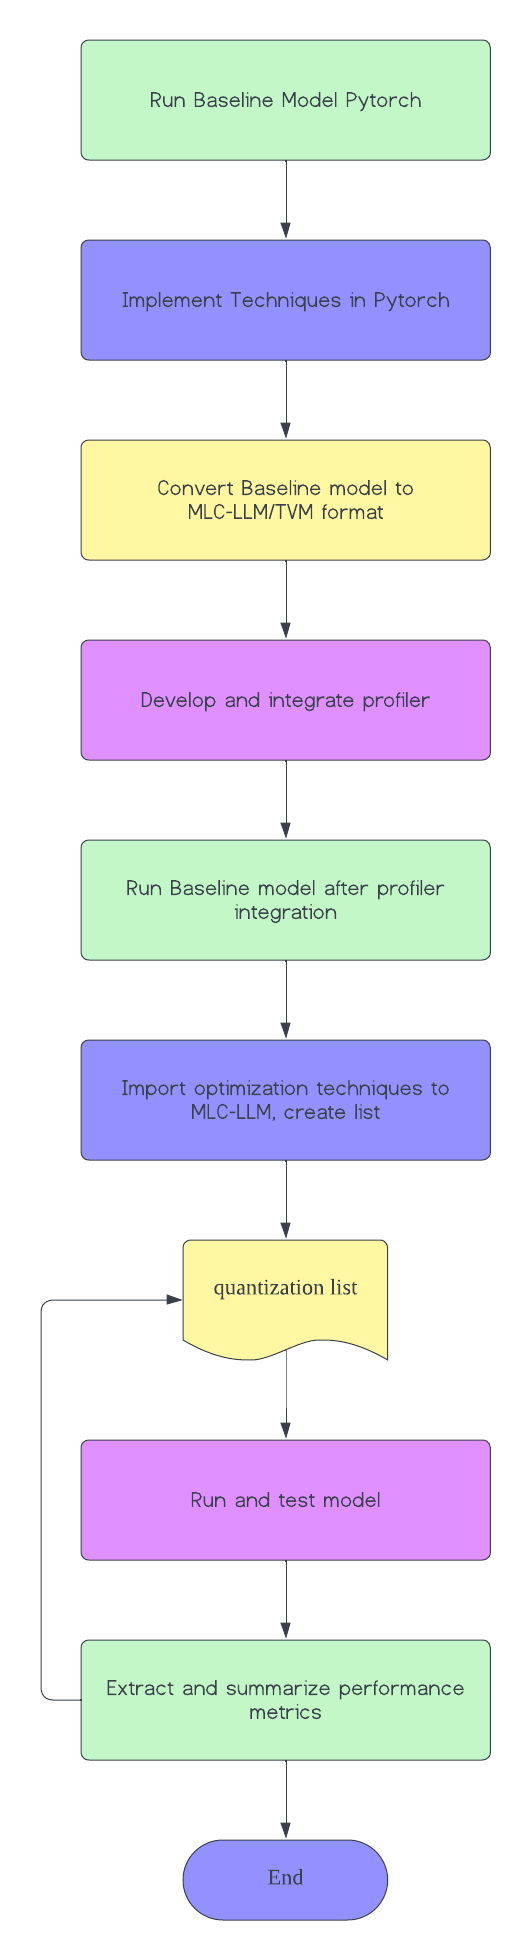 Run Baseline Model Pytorch
Implement Techniques in Pytorch
Convert Baseline model to
MLC-LLM/TVM format
Develop and integrate profiler
Run Baseline model after profiler
integration
Import optimization techniques to
MLC-LLM, create list
quantization list
Run and test model
Extract and summarize performance
metrics
End